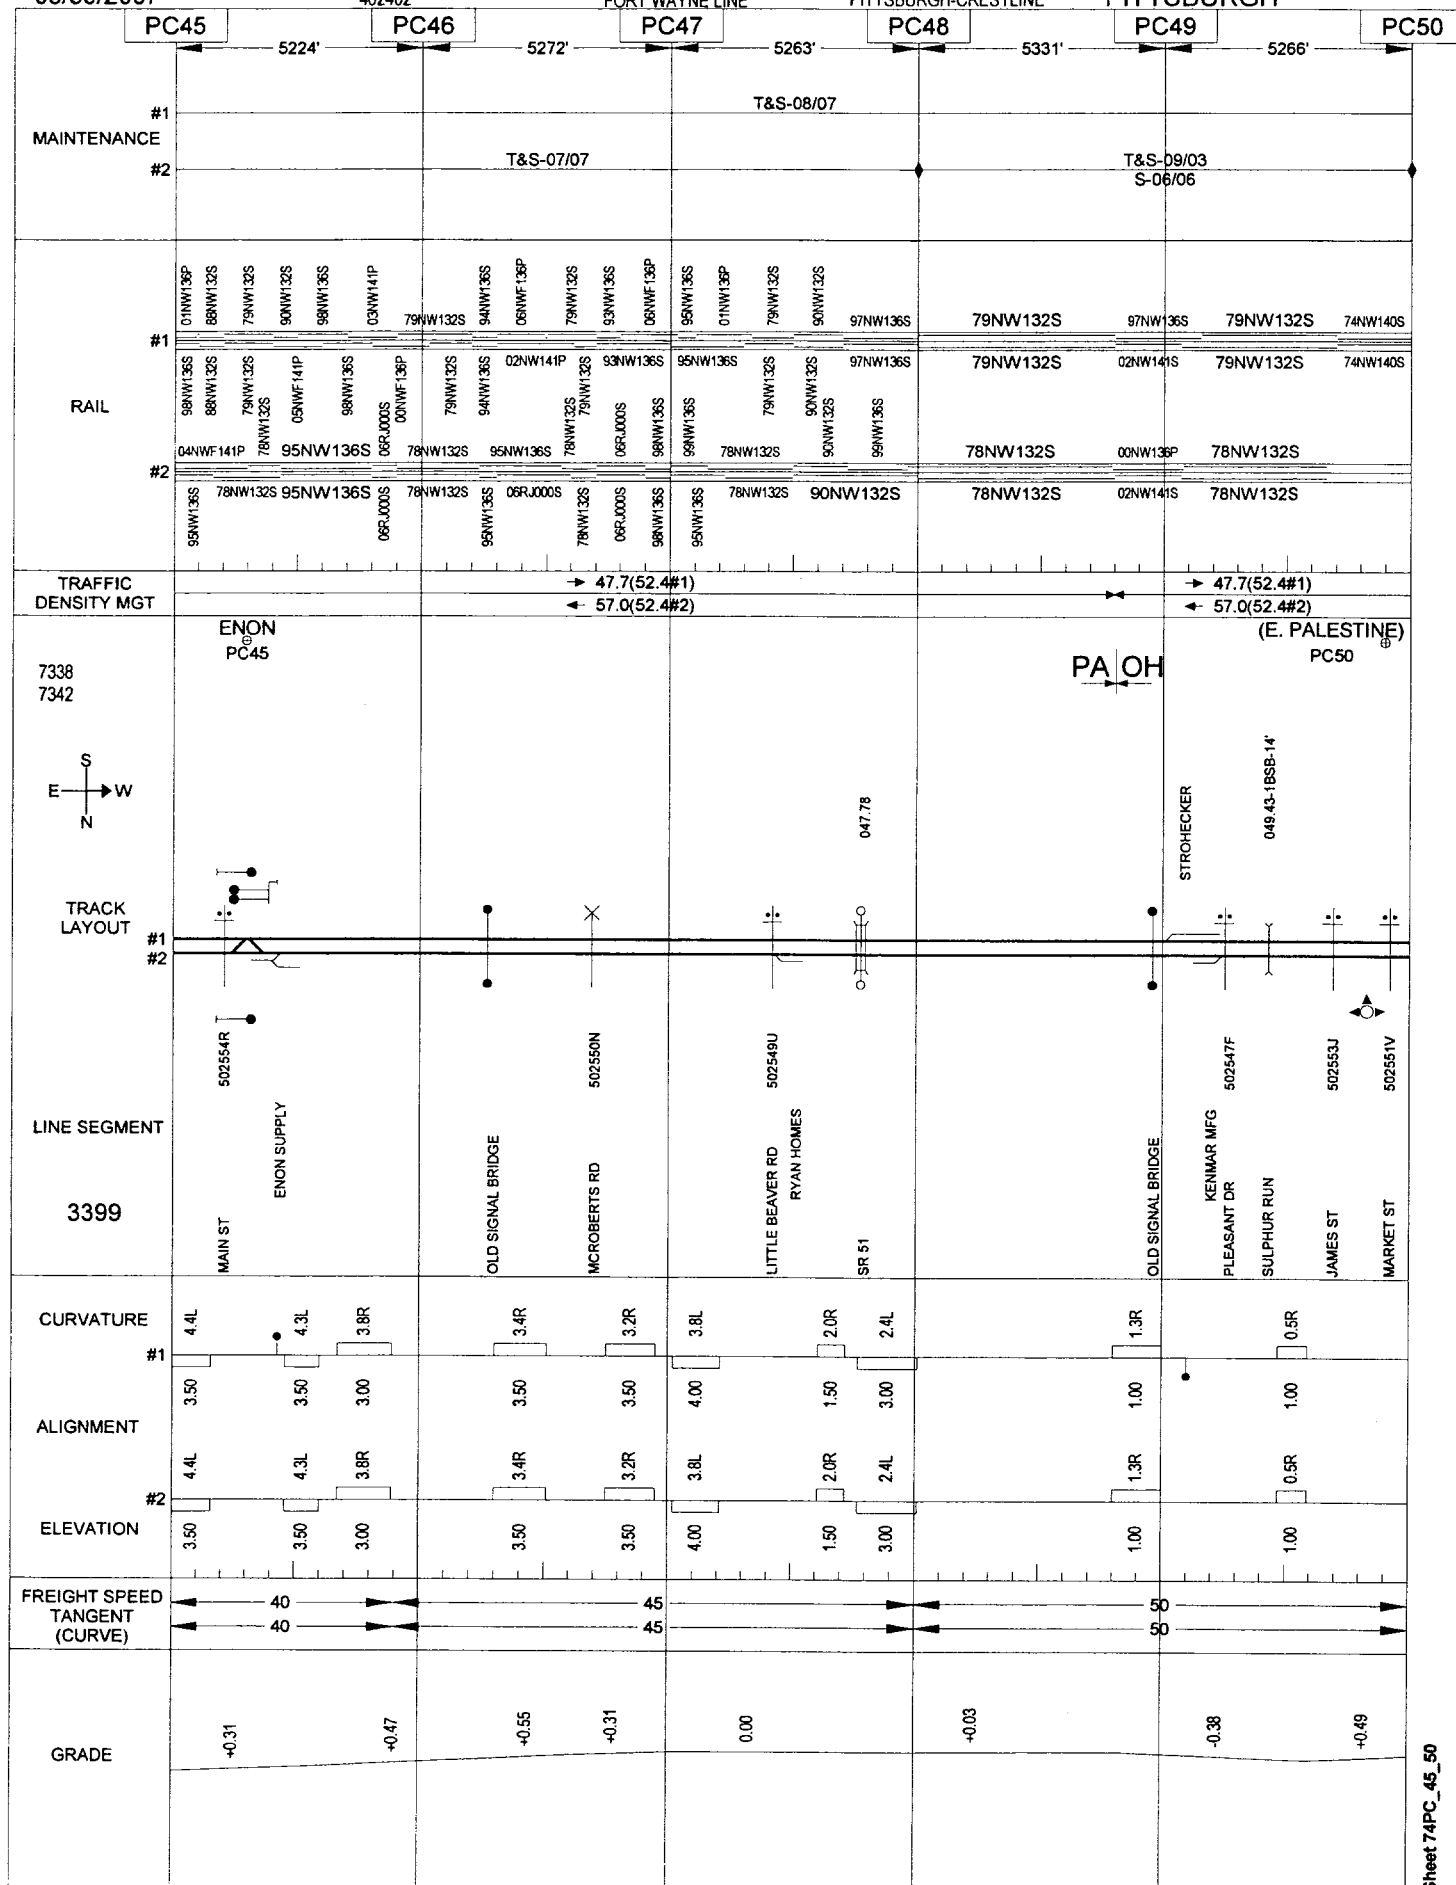 402402 FORT WAYNE LINE PITTSBURGH-CRESTLINE PITTSBURGH
PC45 PC46 PC47 PC48 PC49 PC50
5224' 5272' 5263' 5331' 5266'
MAINTENANCE
#1 T&S-08/07
#2 T&S-07/07 T&S-09/03
S-06/06
RAIL
01NW136P 88NW132S 79NW132S 90NW132S 98NW136S 03NW141P 79NW132S 94NW136S 06NWF136P 79NW132S 93NW136S 06NWF136P 95NW136S 01NW136P 79NW132S 90NW132S 97NW136S 79NW132S 97NW136S 79NW132S 74NW140S
#1
98NW136S 88NW132S 79NW132S 05NWF141P 98NW136S 00NWF136P 79NW132S 94NW136S 02NW141P 79NW132S 93NW136S 95NW136S 79NW132S 90NW132S 97NW136S 79NW132S 02NW141S 79NW132S 74NW140S
04NWF141P 78NW132S 95NW136S 06RJ000S 78NW132S 95NW136S 78NW132S 06RJ000S 98NW136S 99NW136S 78NW132S 90NW132S 99NW136S 78NW132S 00NW136P 78NW132S
#2
95NW136S 78NW132S 95NW136S 06RJ000S 78NW132S 95NW136S 06RJ000S 78NW132S 06RJ000S 98NW136S 95NW136S 78NW132S 90NW132S 78NW132S 02NW141S 78NW132S
TRAFFIC
DENSITY MGT
47.7(52.4#1) 47.7(52.4#1)
57.0(52.4#2) 57.0(52.4#2)
ENON
PC45
(E. PALESTINE)
PC50
7338
7342
PA OH
S
E W
N
047.78 STROHECKER 049.43-1BSB-14'
TRACK
LAYOUT
#1
#2
502554R 502550N 502549U 502547F 502553J 502551V
LINE SEGMENT
3399
MAIN ST
ENON SUPPLY
OLD SIGNAL BRIDGE
MCROBERTS RD
LITTLE BEAVER RD
RYAN HOMES
SR 51
OLD SIGNAL BRIDGE
KENMAR MFG
PLEASANT DR
SULPHUR RUN
JAMES ST
MARKET ST
CURVATURE
4.4L 4.3L 3.8R 3.4R 3.2R 3.8L 2.0R 2.4L 1.3R 0.5R
#1
3.50 3.50 3.00 3.50 3.50 4.00 1.50 3.00 1.00 1.00
ALIGNMENT
4.4L 4.3L 3.8R 3.4R 3.2R 3.8L 2.0R 2.4L 1.3R 0.5R
#2
ELEVATION
3.50 3.50 3.00 3.50 3.50 4.00 1.50 3.00 1.00 1.00
FREIGHT SPEED
TANGENT
(CURVE)
40 45 50
40 45 50
GRADE
+0.31 +0.47 +0.55 +0.31 0.00 +0.03 -0.38 +0.49
Sheet 74PC_45_50